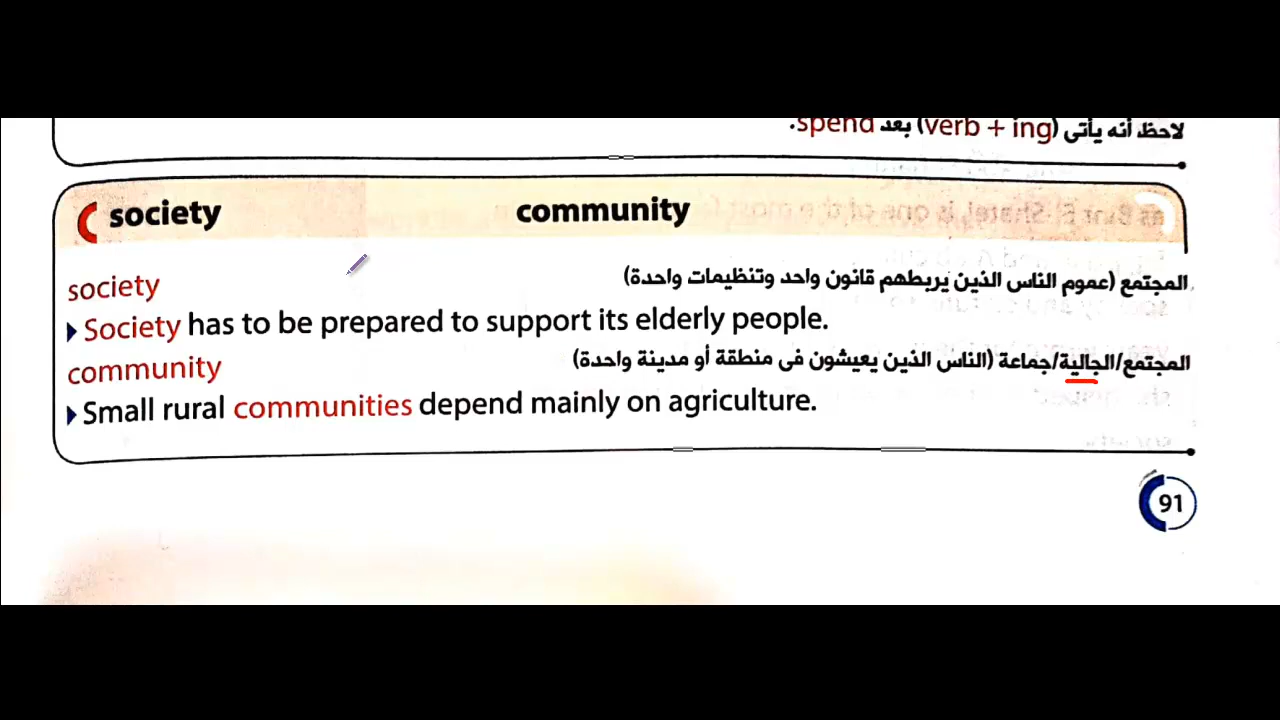 لاحظ أنه يأتى (verb + ing) بعد spend.
society community
society المجتمع (عموم الناس الذين يربطهم قانون واحد وتنظيمات واحدة)
Society has to be prepared to support its elderly people.
community المجتمع/الجالية/جماعة (الناس الذين يعيشون فى منطقة أو مدينة واحدة)
Small rural communities depend mainly on agriculture.
91